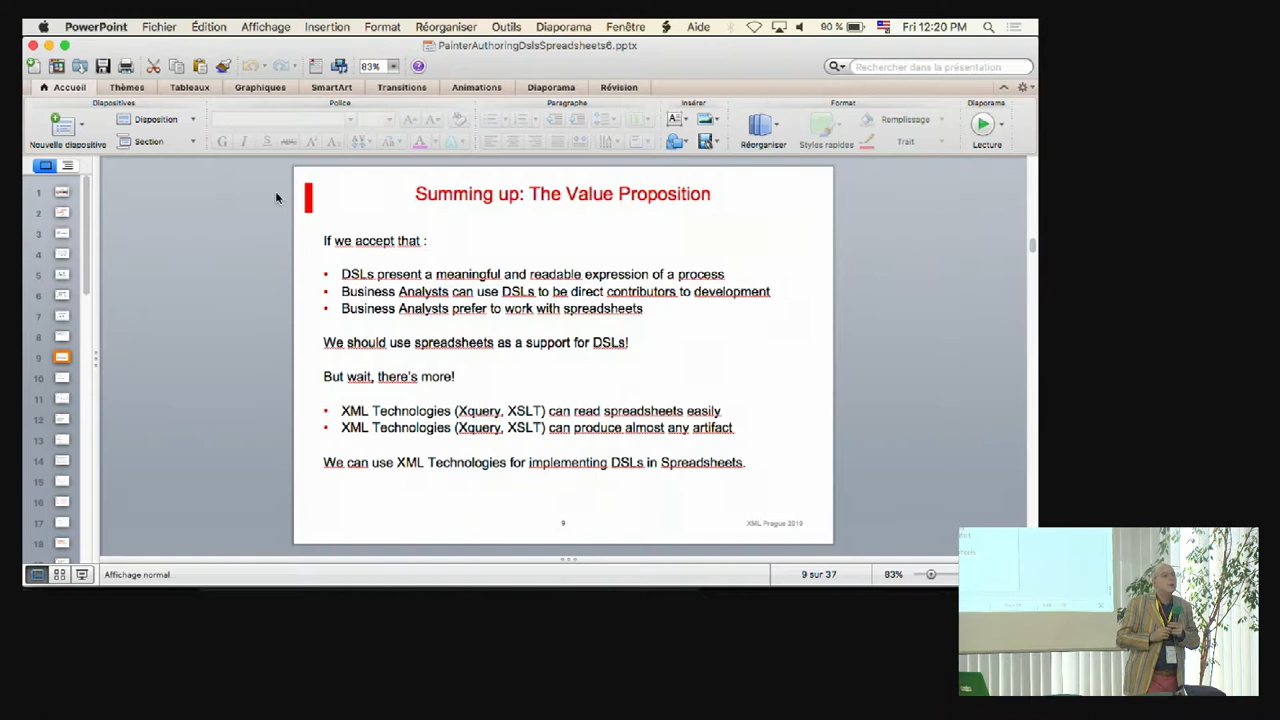 PowerPoint Fichier Édition Affichage Insertion Format Réorganiser Outils Diaporama Fenêtre Aide 90 % Fri 12:20 PM
PainterAuthoringDslsSpreadsheets6.pptx
83% Rechercher dans la présentation
Accueil Thèmes Tableaux Graphiques SmartArt Transitions Animations Diaporama Révision
Diapositives Police Paragraphe Insérer Format Diaporama
Disposition Remplissage
Nouvelle diapositive Section G I S ABC Réorganiser Styles rapides Trait Lecture
1
2
3
4
5
6
7
8
9
10
11
12
13
14
15
16
17
18
Summing up: The Value Proposition
If we accept that :
• DSLs present a meaningful and readable expression of a process
• Business Analysts can use DSLs to be direct contributors to development
• Business Analysts prefer to work with spreadsheets
We should use spreadsheets as a support for DSLs!
But wait, there's more!
• XML Technologies (Xquery, XSLT) can read spreadsheets easily
• XML Technologies (Xquery, XSLT) can produce almost any artifact
We can use XML Technologies for implementing DSLs in Spreadsheets.
9 XML Prague 2019
Affichage normal 9 sur 37 83%